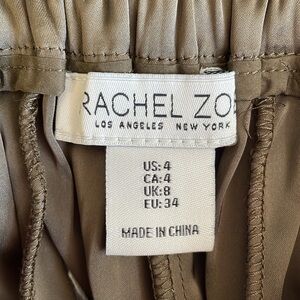 RACHEL ZO
LOS ANGELES NEW YORK
US: 4
CA: 4
UK: 8
EU: 34
MADE IN CHINA